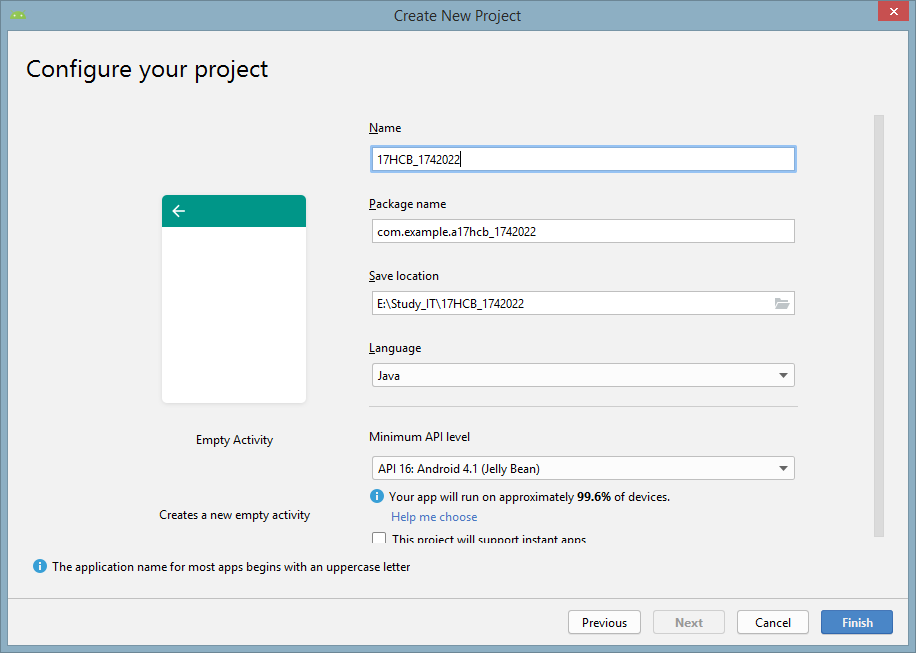 Create New Project
Configure your project
Name
17HCB_1742022
Package name
com.example.a17hcb_1742022
Save location
E:\Study_IT\17HCB_1742022
Language
Java
Empty Activity
Creates a new empty activity
Minimum API level
API 16: Android 4.1 (Jelly Bean)
Your app will run on approximately 99.6% of devices.
Help me choose
This project will support instant apps
The application name for most apps begins with an uppercase letter
Previous
Next
Cancel
Finish